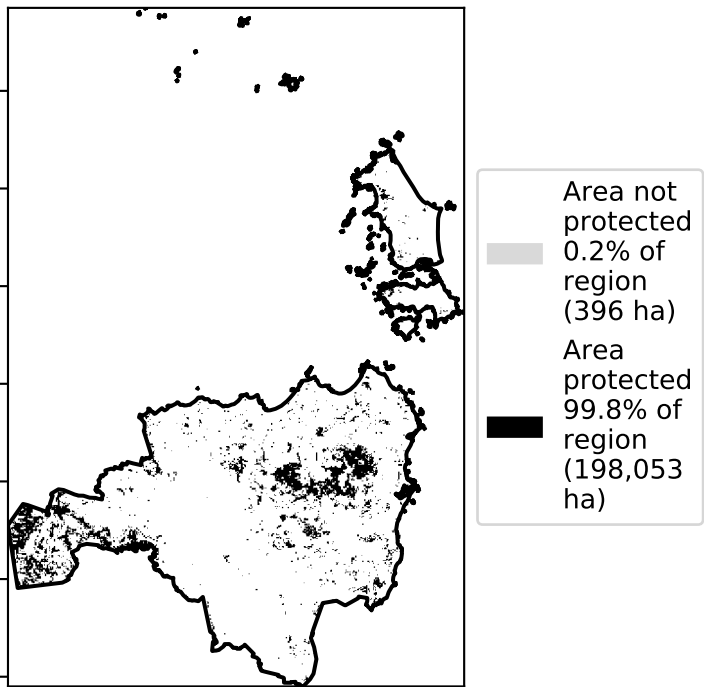 Area not
protected
0.2% of
region
(396 ha)
Area
protected
99.8% of
region
(198,053
ha)